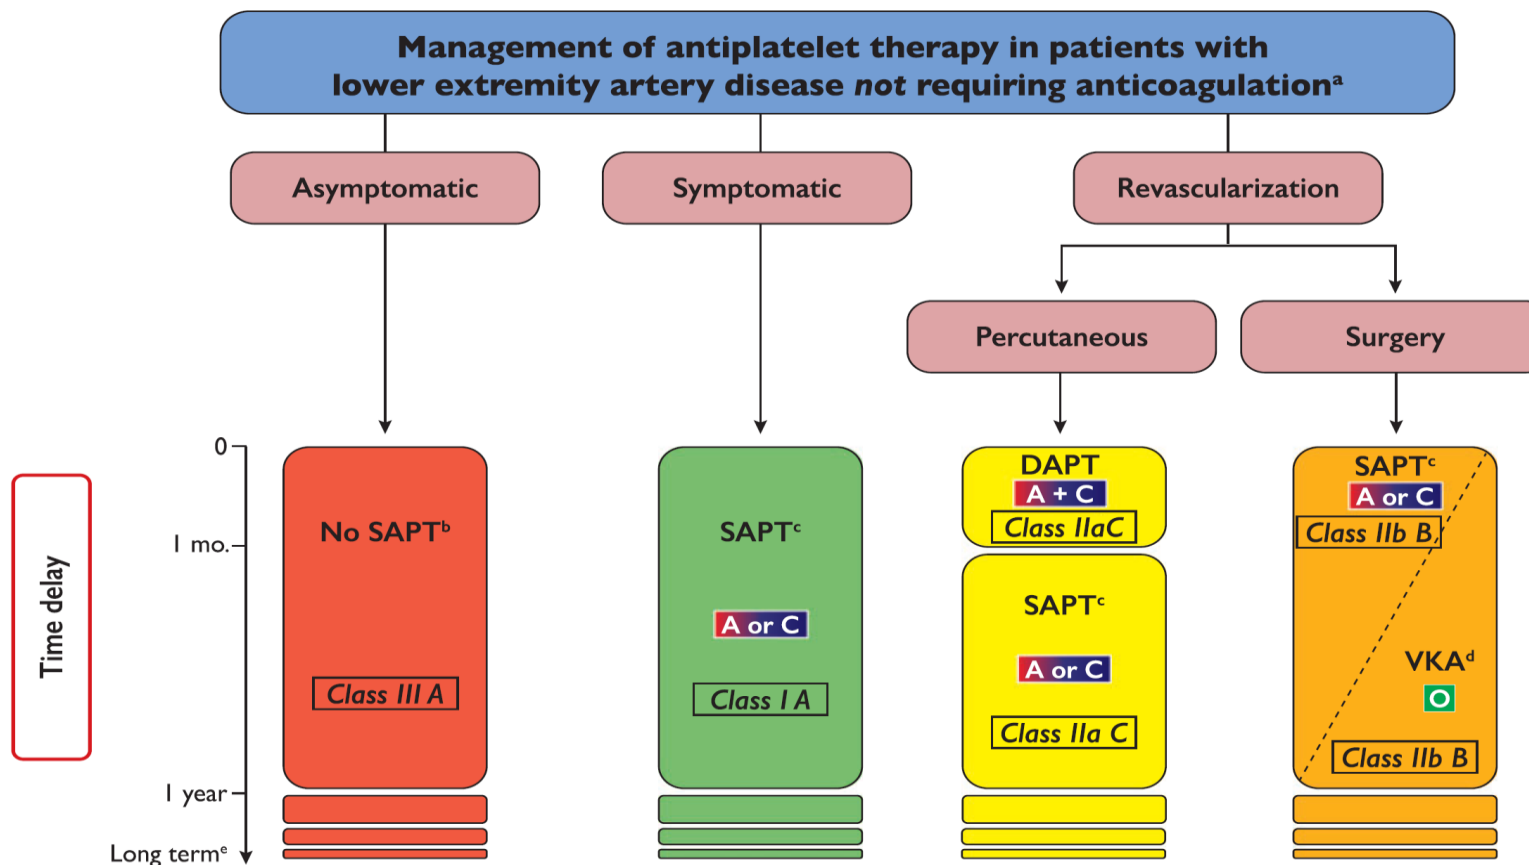 Management of antiplatelet therapy in patients with
lower extremity artery disease not requiring anticoagulationᵃ
Asymptomatic
Symptomatic
Revascularization
Percutaneous
Surgery
Time delay
0
1 mo.
1 year
Long termᵉ
No SAPTᵇ
Class III A
SAPTᶜ
A or C
Class I A
DAPT
A + C
Class IIaC
SAPTᶜ
A or C
Class IIa C
SAPTᶜ
A or C
Class IIb B
VKAᵈ
O
Class IIb B